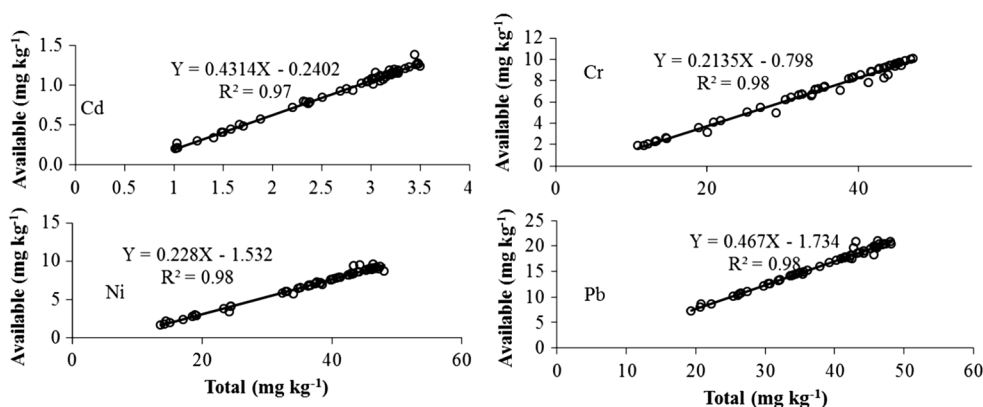 Available (mg kg-1)
1.5
1.0
0.5
0.0
Y = 0.4314X - 0.2402
R² = 0.97
Cd
0 0.5 1 1.5 2 2.5 3 3.5 4
Available (mg kg-1)
12
10
8
6
4
2
0
Y = 0.2135X - 0.798
R² = 0.98
Cr
0 20 40
Available (mg kg-1)
15
10
5
0
Y = 0.228X - 1.532
R² = 0.98
Ni
0 20 40 60
Total (mg kg-1)
Available (mg kg-1)
25
20
15
10
5
0
Y = 0.467X - 1.734
R² = 0.98
Pb
0 10 20 30 40 50 60
Total (mg kg-1)